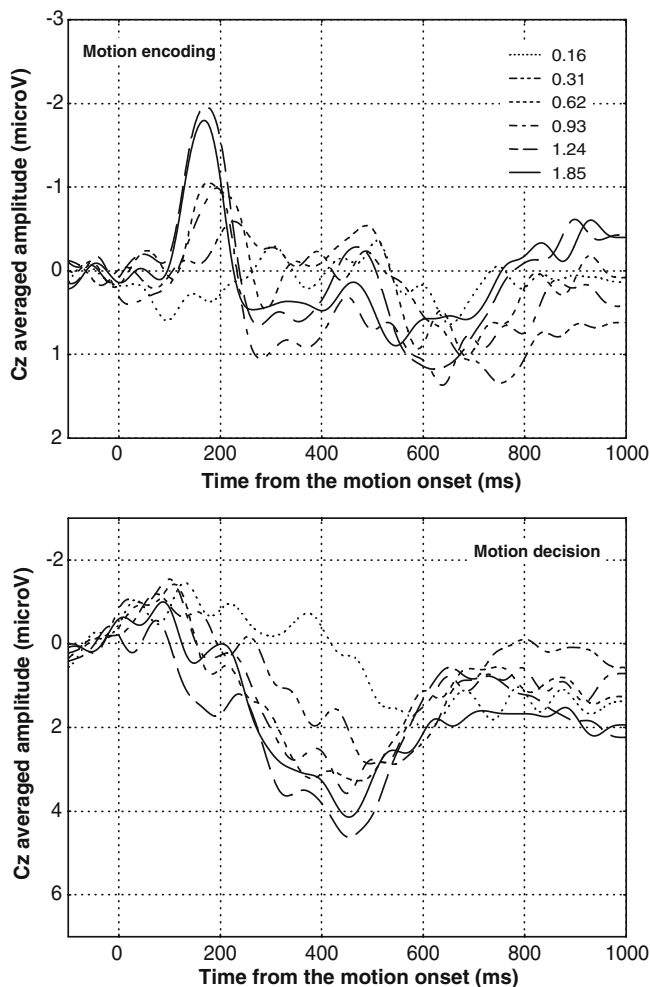 -3
-2
-1
0
1
2
Cz averaged amplitude (microV)
Motion encoding
0.16
0.31
0.62
0.93
1.24
1.85
0 200 400 600 800 1000
Time from the motion onset (ms)
-2
0
2
4
6
Cz averaged amplitude (microV)
Motion decision
0 200 400 600 800 1000
Time from the motion onset (ms)